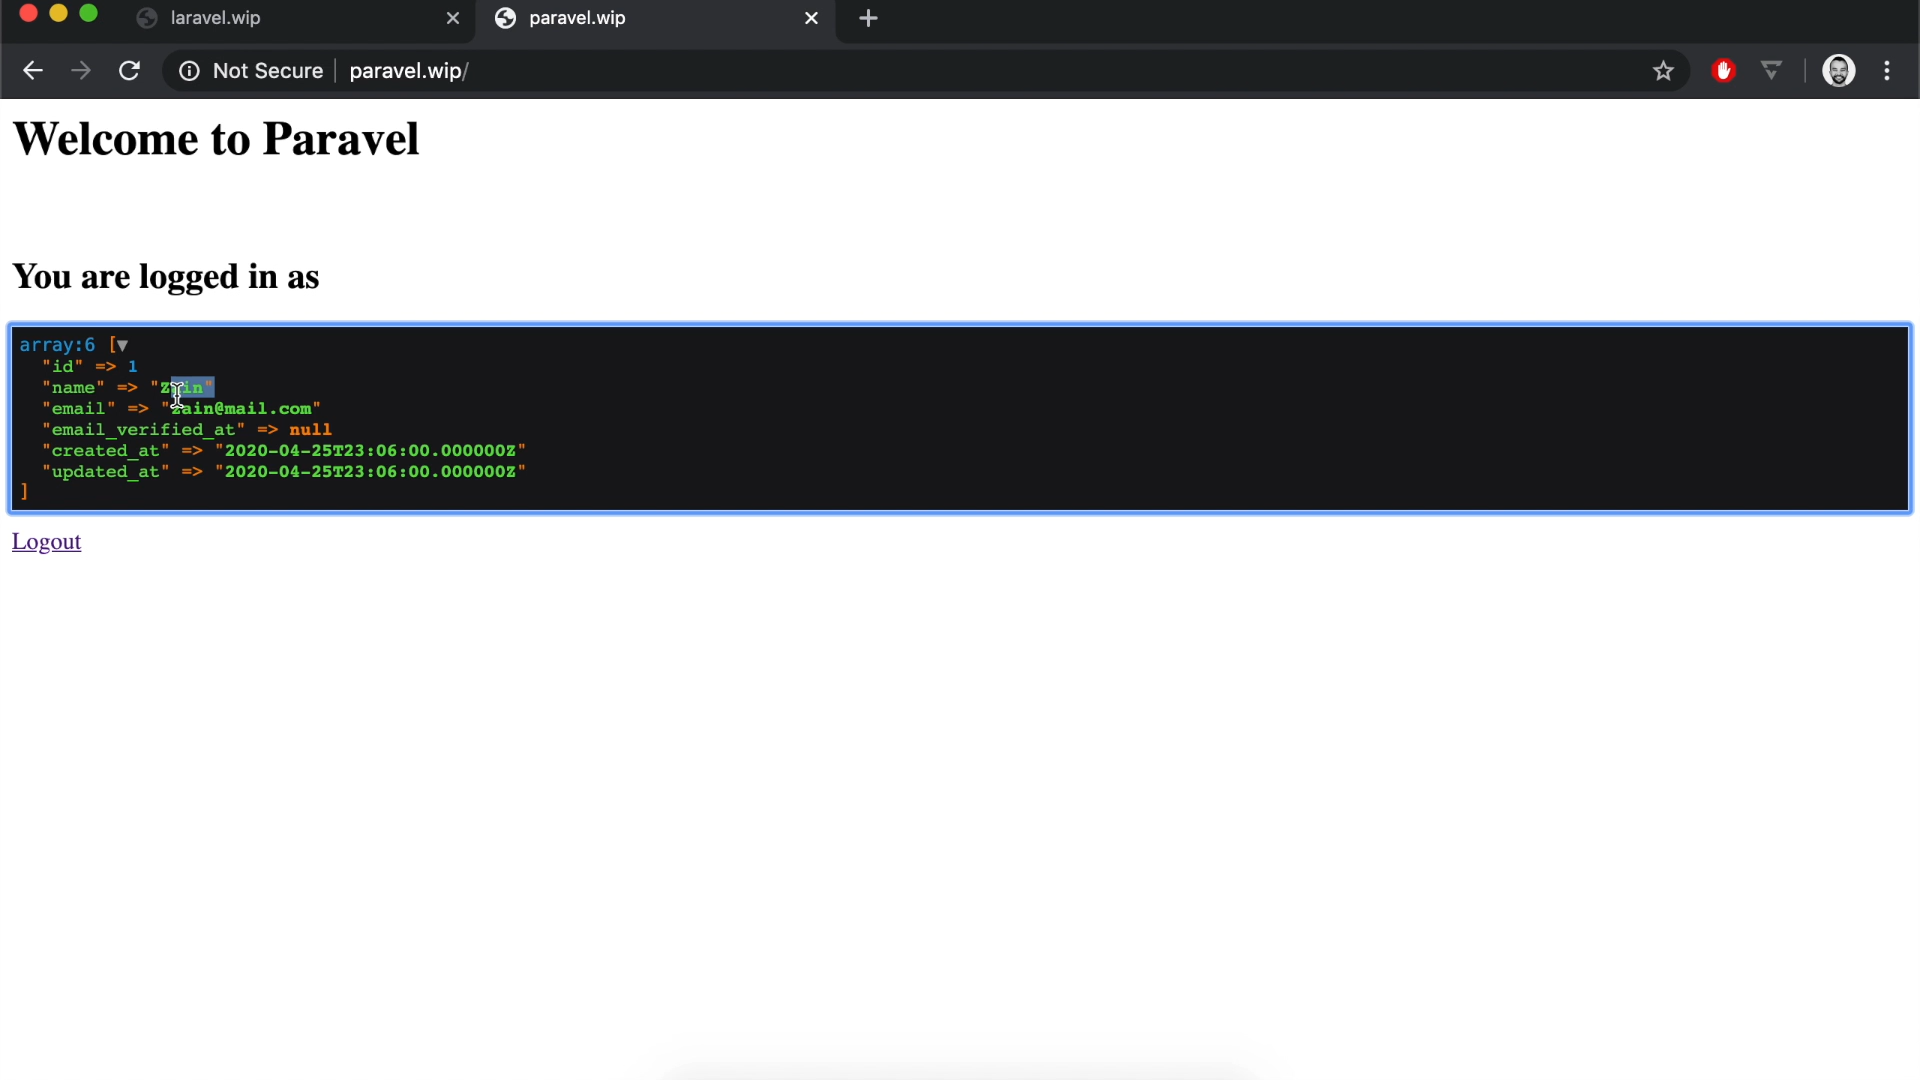 laravel.wip
paravel.wip
Not Secure | paravel.wip/
Welcome to Paravel
You are logged in as
array:6 [▼
"id" => 1
"name" => "Zain"
"email" => "zain@mail.com"
"email_verified_at" => null
"created_at" => "2020-04-25T23:06:00.000000Z"
"updated_at" => "2020-04-25T23:06:00.000000Z"
]
Logout